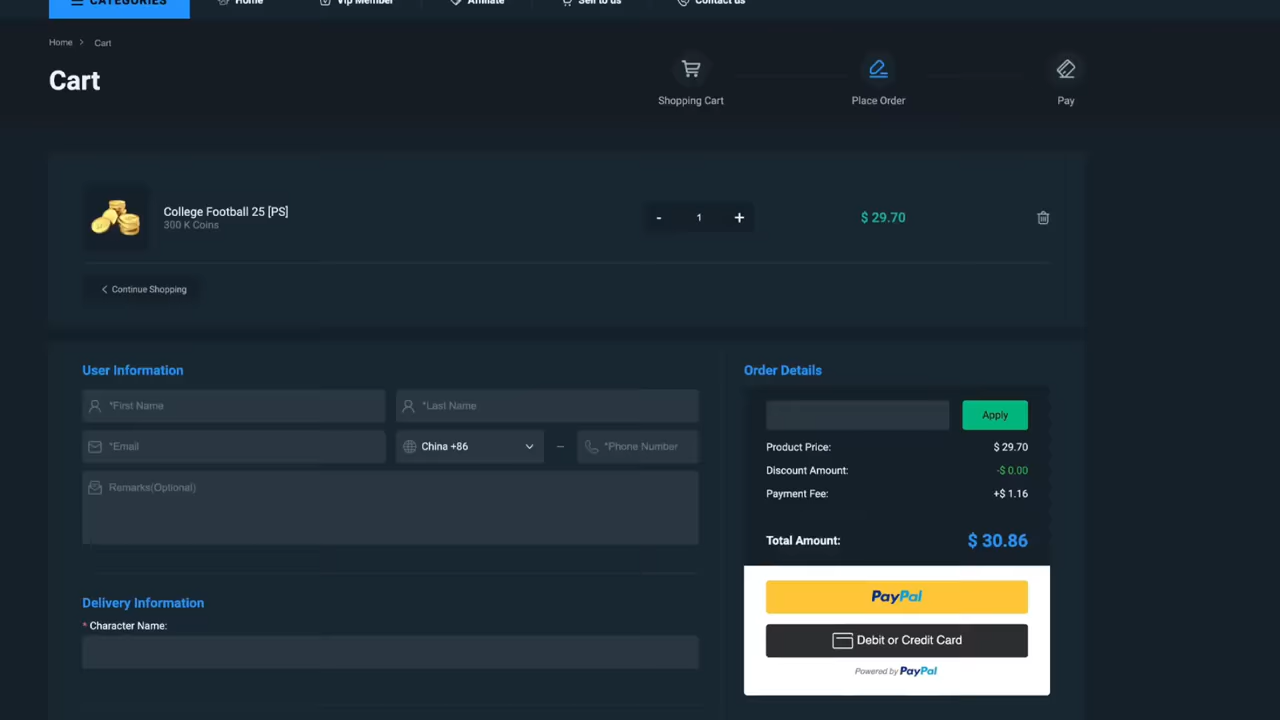 CATEGORIES
Home
Vip Member
Affiliate
Sell to us
Contact us
Home > Cart
Cart
Shopping Cart
Place Order
Pay
College Football 25 [PS]
300 K Coins
- 1 +
$ 29.70
Continue Shopping
User Information
*First Name
*Last Name
*Email
China +86
*Phone Number
Remarks(Optional)
Delivery Information
* Character Name:
Order Details
Apply
Product Price: $ 29.70
Discount Amount: -$ 0.00
Payment Fee: +$ 1.16
Total Amount: $ 30.86
PayPal
Debit or Credit Card
Powered by PayPal